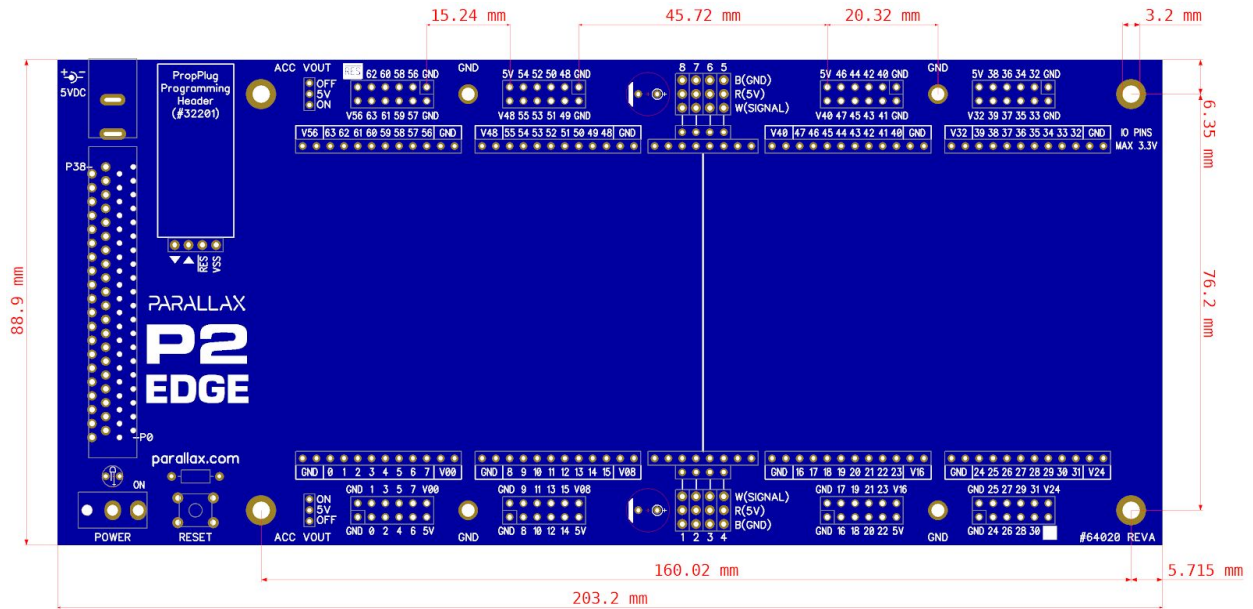 15.24 mm
45.72 mm
20.32 mm
3.2 mm
5VDC
PropPlug
Programming
Header
(#32201)
ACC VOUT
OFF
5V
ON
RES 62 60 58 56 GND
V56 63 61 59 57 GND
GND
5V 54 52 50 48 GND
V48 55 53 51 49 GND
8 7 6 5
B(GND)
R(5V)
W(SIGNAL)
5V 46 44 42 40 GND
V40 47 45 43 41 GND
GND
5V 38 36 34 32 GND
V32 39 37 35 33 GND
6.35 mm
V56 63 62 61 60 59 58 57 56 GND
V48 55 54 53 52 51 50 49 48 GND
V40 47 46 45 44 43 42 41 40 GND
V32 39 38 37 36 35 34 33 32 GND
IO PINS
MAX 3.3V
P38
RES
VSS
88.9 mm
76.2 mm
PARALLAX
P2
EDGE
P0
parallax.com
GND 0 1 2 3 4 5 6 7 V00
GND 8 9 10 11 12 13 14 15 V08
GND 16 17 18 19 20 21 22 23 V16
GND 24 25 26 27 28 29 30 31 V24
ON
POWER
RESET
ON
5V
OFF
ACC VOUT
GND 1 3 5 7 V00
GND 0 2 4 6 5V
GND
GND 9 11 13 15 V08
GND 8 10 12 14 5V
W(SIGNAL)
R(5V)
B(GND)
1 2 3 4
GND 17 19 21 23 V16
GND 16 18 20 22 5V
GND
GND 25 27 29 31 V24
GND 24 26 28 30
#64020 REVA
160.02 mm
5.715 mm
203.2 mm